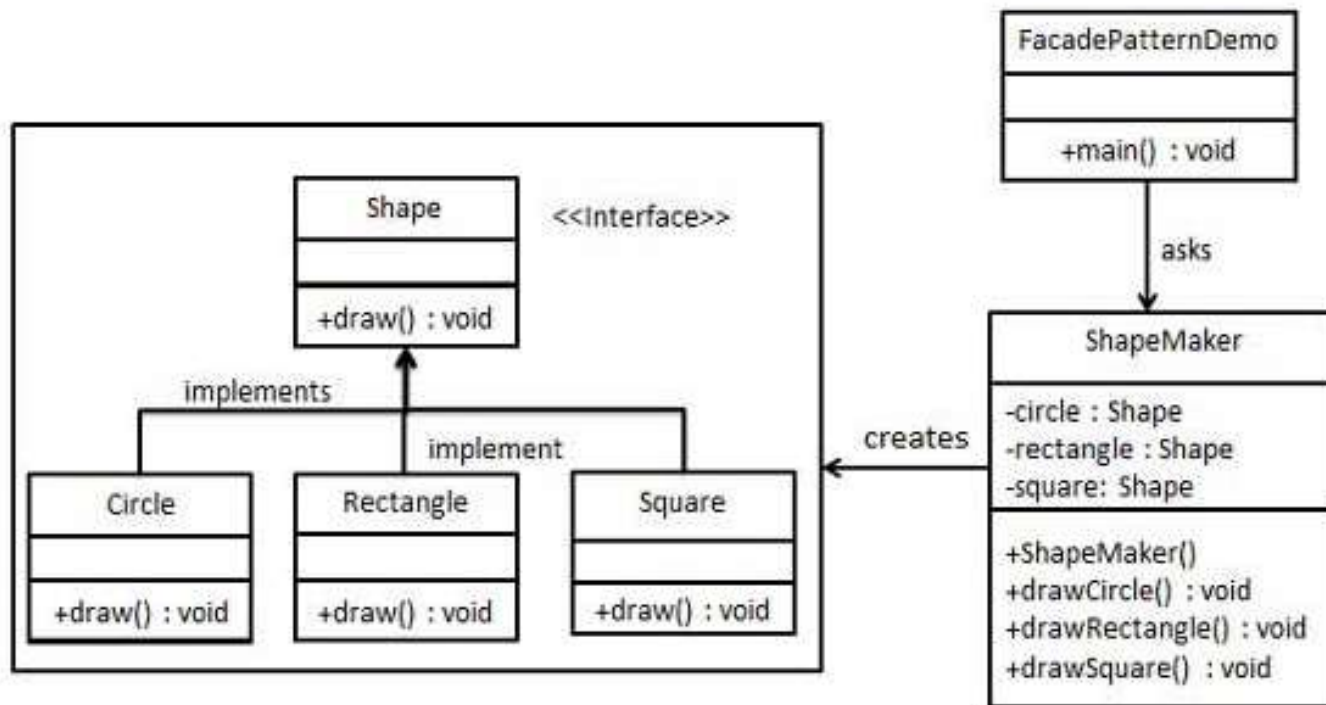 FacadePatternDemo
+main() : void
asks
Shape
<<Interface>>
+draw() : void
implements
implement
Circle
+draw() : void
Rectangle
+draw() : void
Square
+draw() : void
creates
ShapeMaker
-circle : Shape
-rectangle : Shape
-square: Shape
+ShapeMaker()
+drawCircle() : void
+drawRectangle() : void
+drawSquare() : void